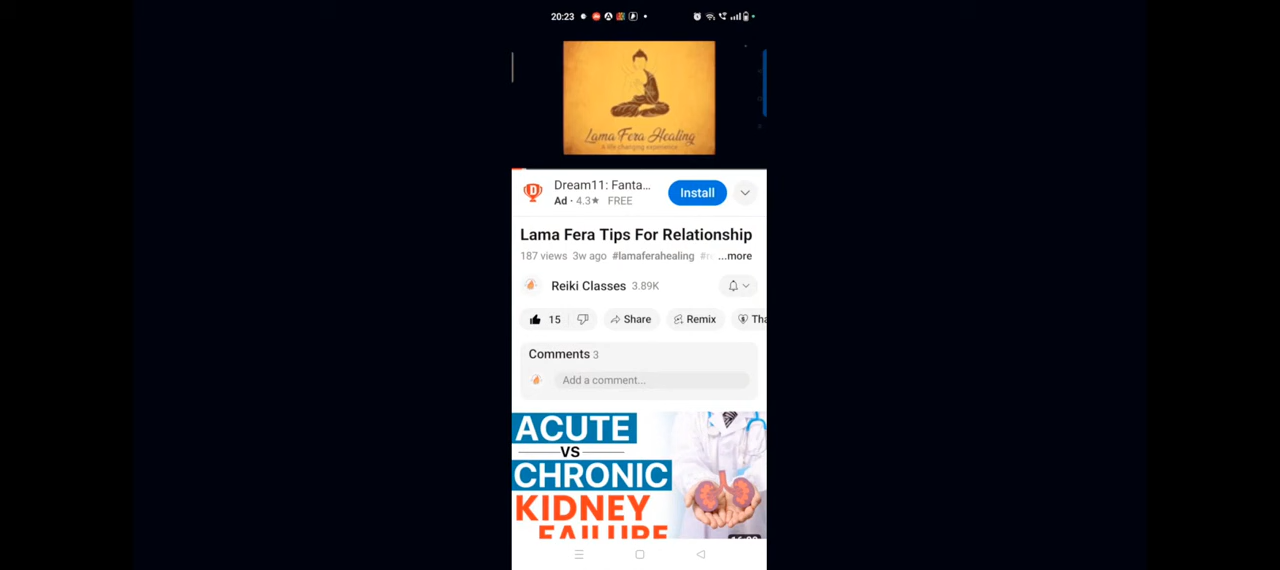 20:23
Lama Fera Healing
A life changing experience
Dream11: Fanta...
Install
Ad · 4.3★ FREE
Lama Fera Tips For Relationship
187 views 3w ago #lamaferahealing #r ...more
Reiki Classes 3.89K
15 Share Remix Tha
Comments 3
Add a comment...
ACUTE
VS
CHRONIC
KIDNEY
FAILURE